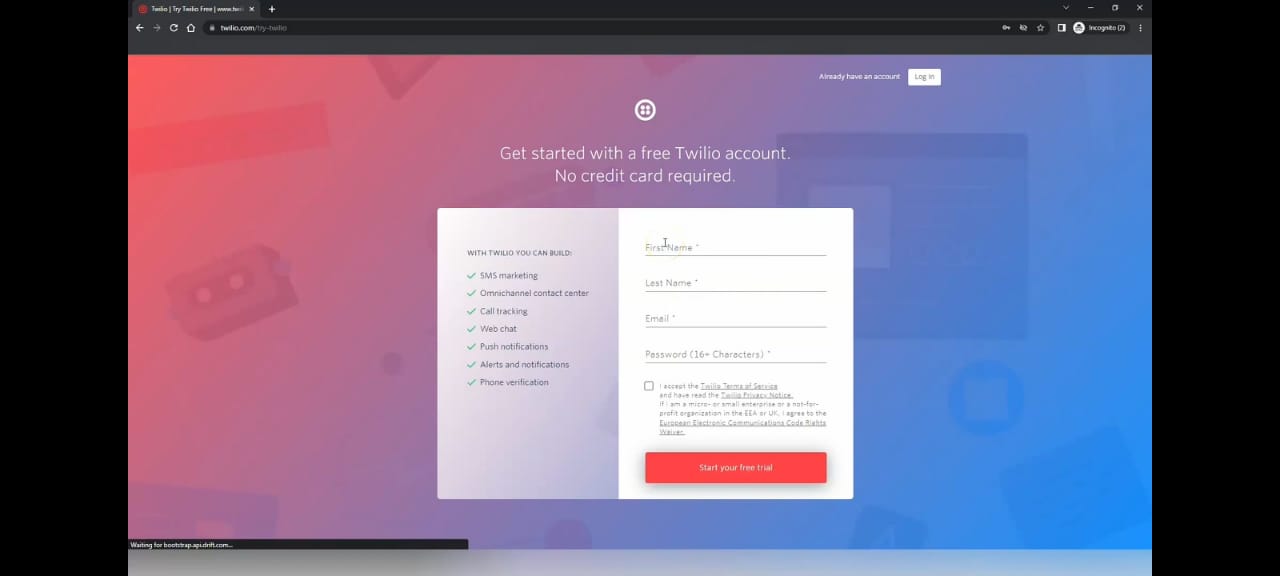 Twilio | Try Twilio Free | www.twil
twilio.com/try-twilio
Incognito (2)
Already have an account
Log in
Get started with a free Twilio account.
No credit card required.
WITH TWILIO YOU CAN BUILD:
SMS marketing
Omnichannel contact center
Call tracking
Web chat
Push notifications
Alerts and notifications
Phone verification
First Name *
Last Name *
Email *
Password (16+ Characters) *
I accept the Twilio Terms of Service
and have read the Twilio Privacy Notice.
If I am a micro- or small enterprise or a not-for-
profit organization in the EEA or UK, I agree to the
European Electronic Communications Code Rights
Waiver.
Start your free trial
Waiting for bootstrap.api.drift.com...